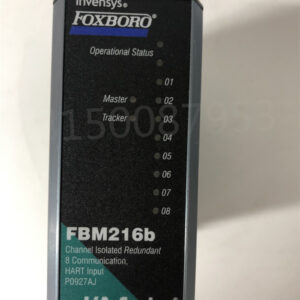 invensys®
FOXBORO®
Operational Status
01
Master 02
Tracker 03
04
05
06
07
08
FBM216b
Channel Isolated Redundant
8 Communication,
HART Input
P0927AJ